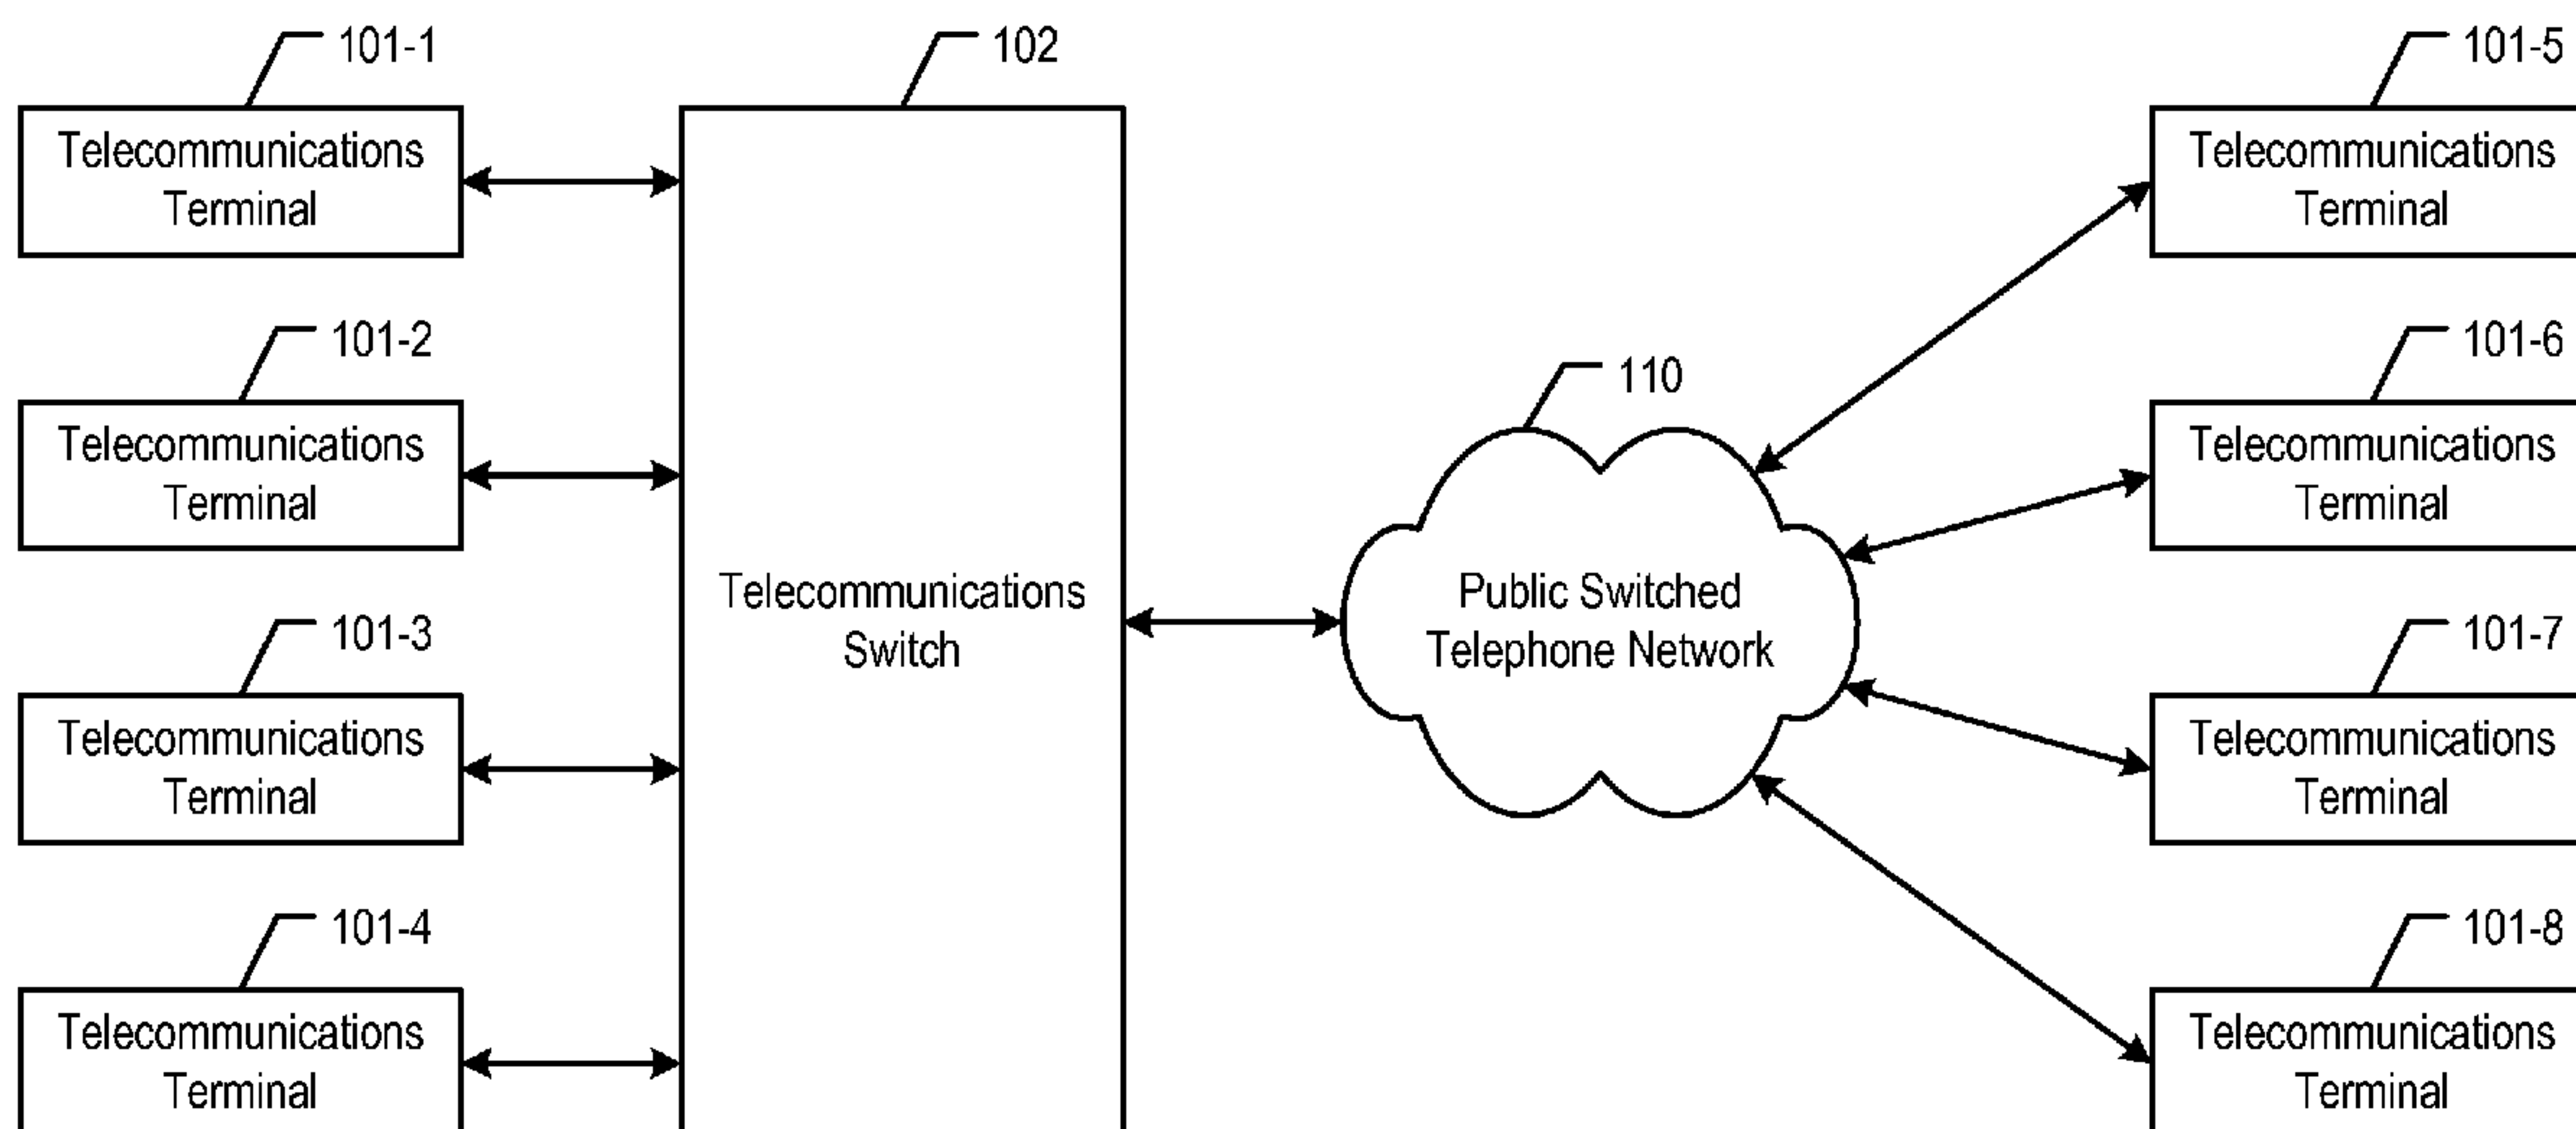 101-1
102
101-5
Telecommunications
Terminal
Telecommunications
Terminal
101-2
101-6
110
Telecommunications
Terminal
Telecommunications
Terminal
Telecommunications
Switch
Public Switched
Telephone Network
101-3
101-7
Telecommunications
Terminal
Telecommunications
Terminal
101-4
101-8
Telecommunications
Terminal
Telecommunications
Terminal